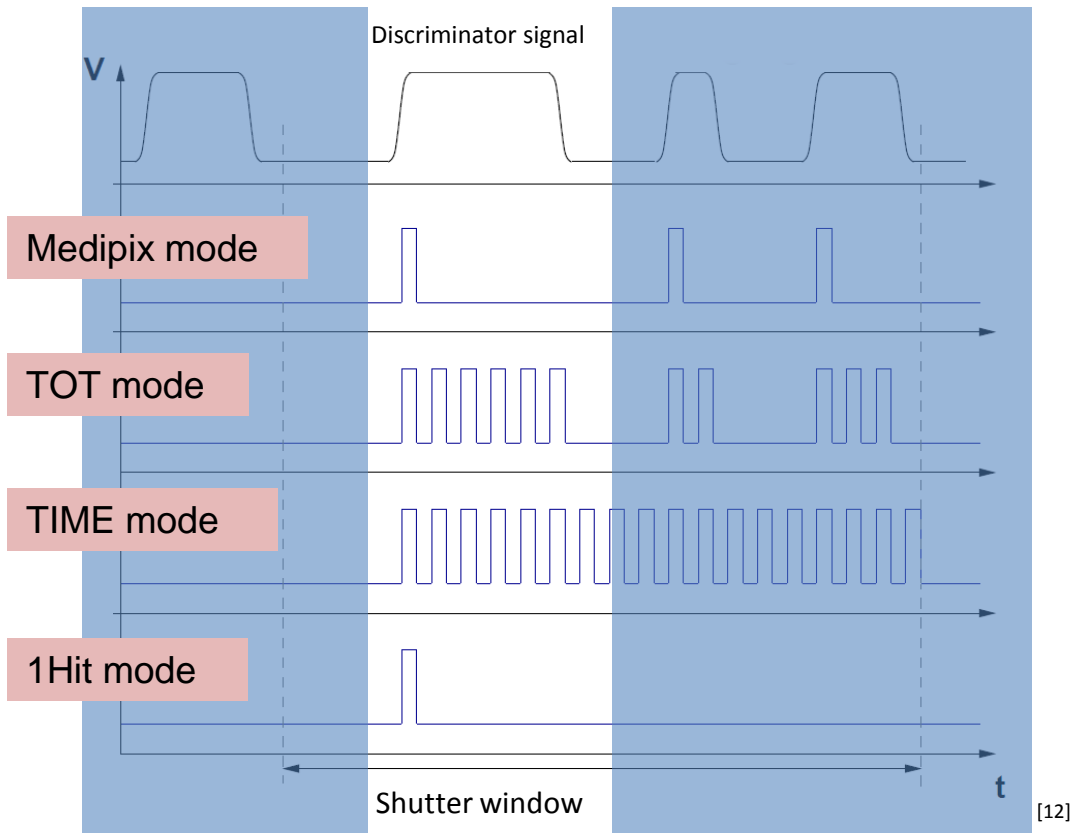 Discriminator signal
V
Medipix mode
TOT mode
TIME mode
1Hit mode
t
Shutter window
[12]